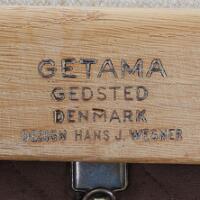 GETAMA
GEDSTED
DENMARK
DESIGN HANS J. WEGNER